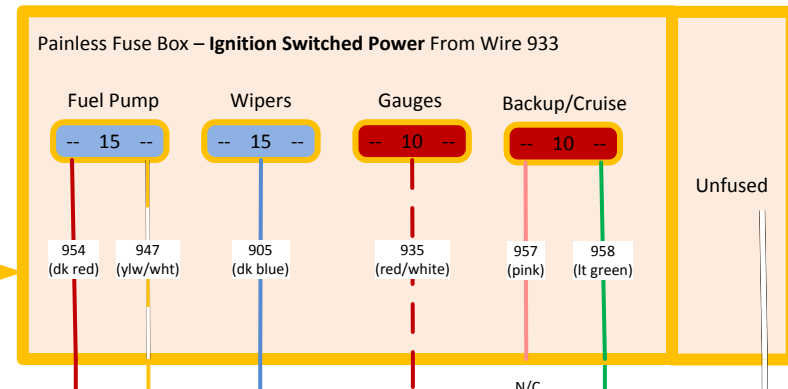 Painless Fuse Box – Ignition Switched Power From Wire 933
Fuel Pump
Wipers
Gauges
Backup/Cruise
-- 15 --
-- 15 --
-- 10 --
-- 10 --
Unfused
954
(dk red)
947
(ylw/wht)
905
(dk blue)
935
(red/white)
957
(pink)
958
(lt green)
N/C